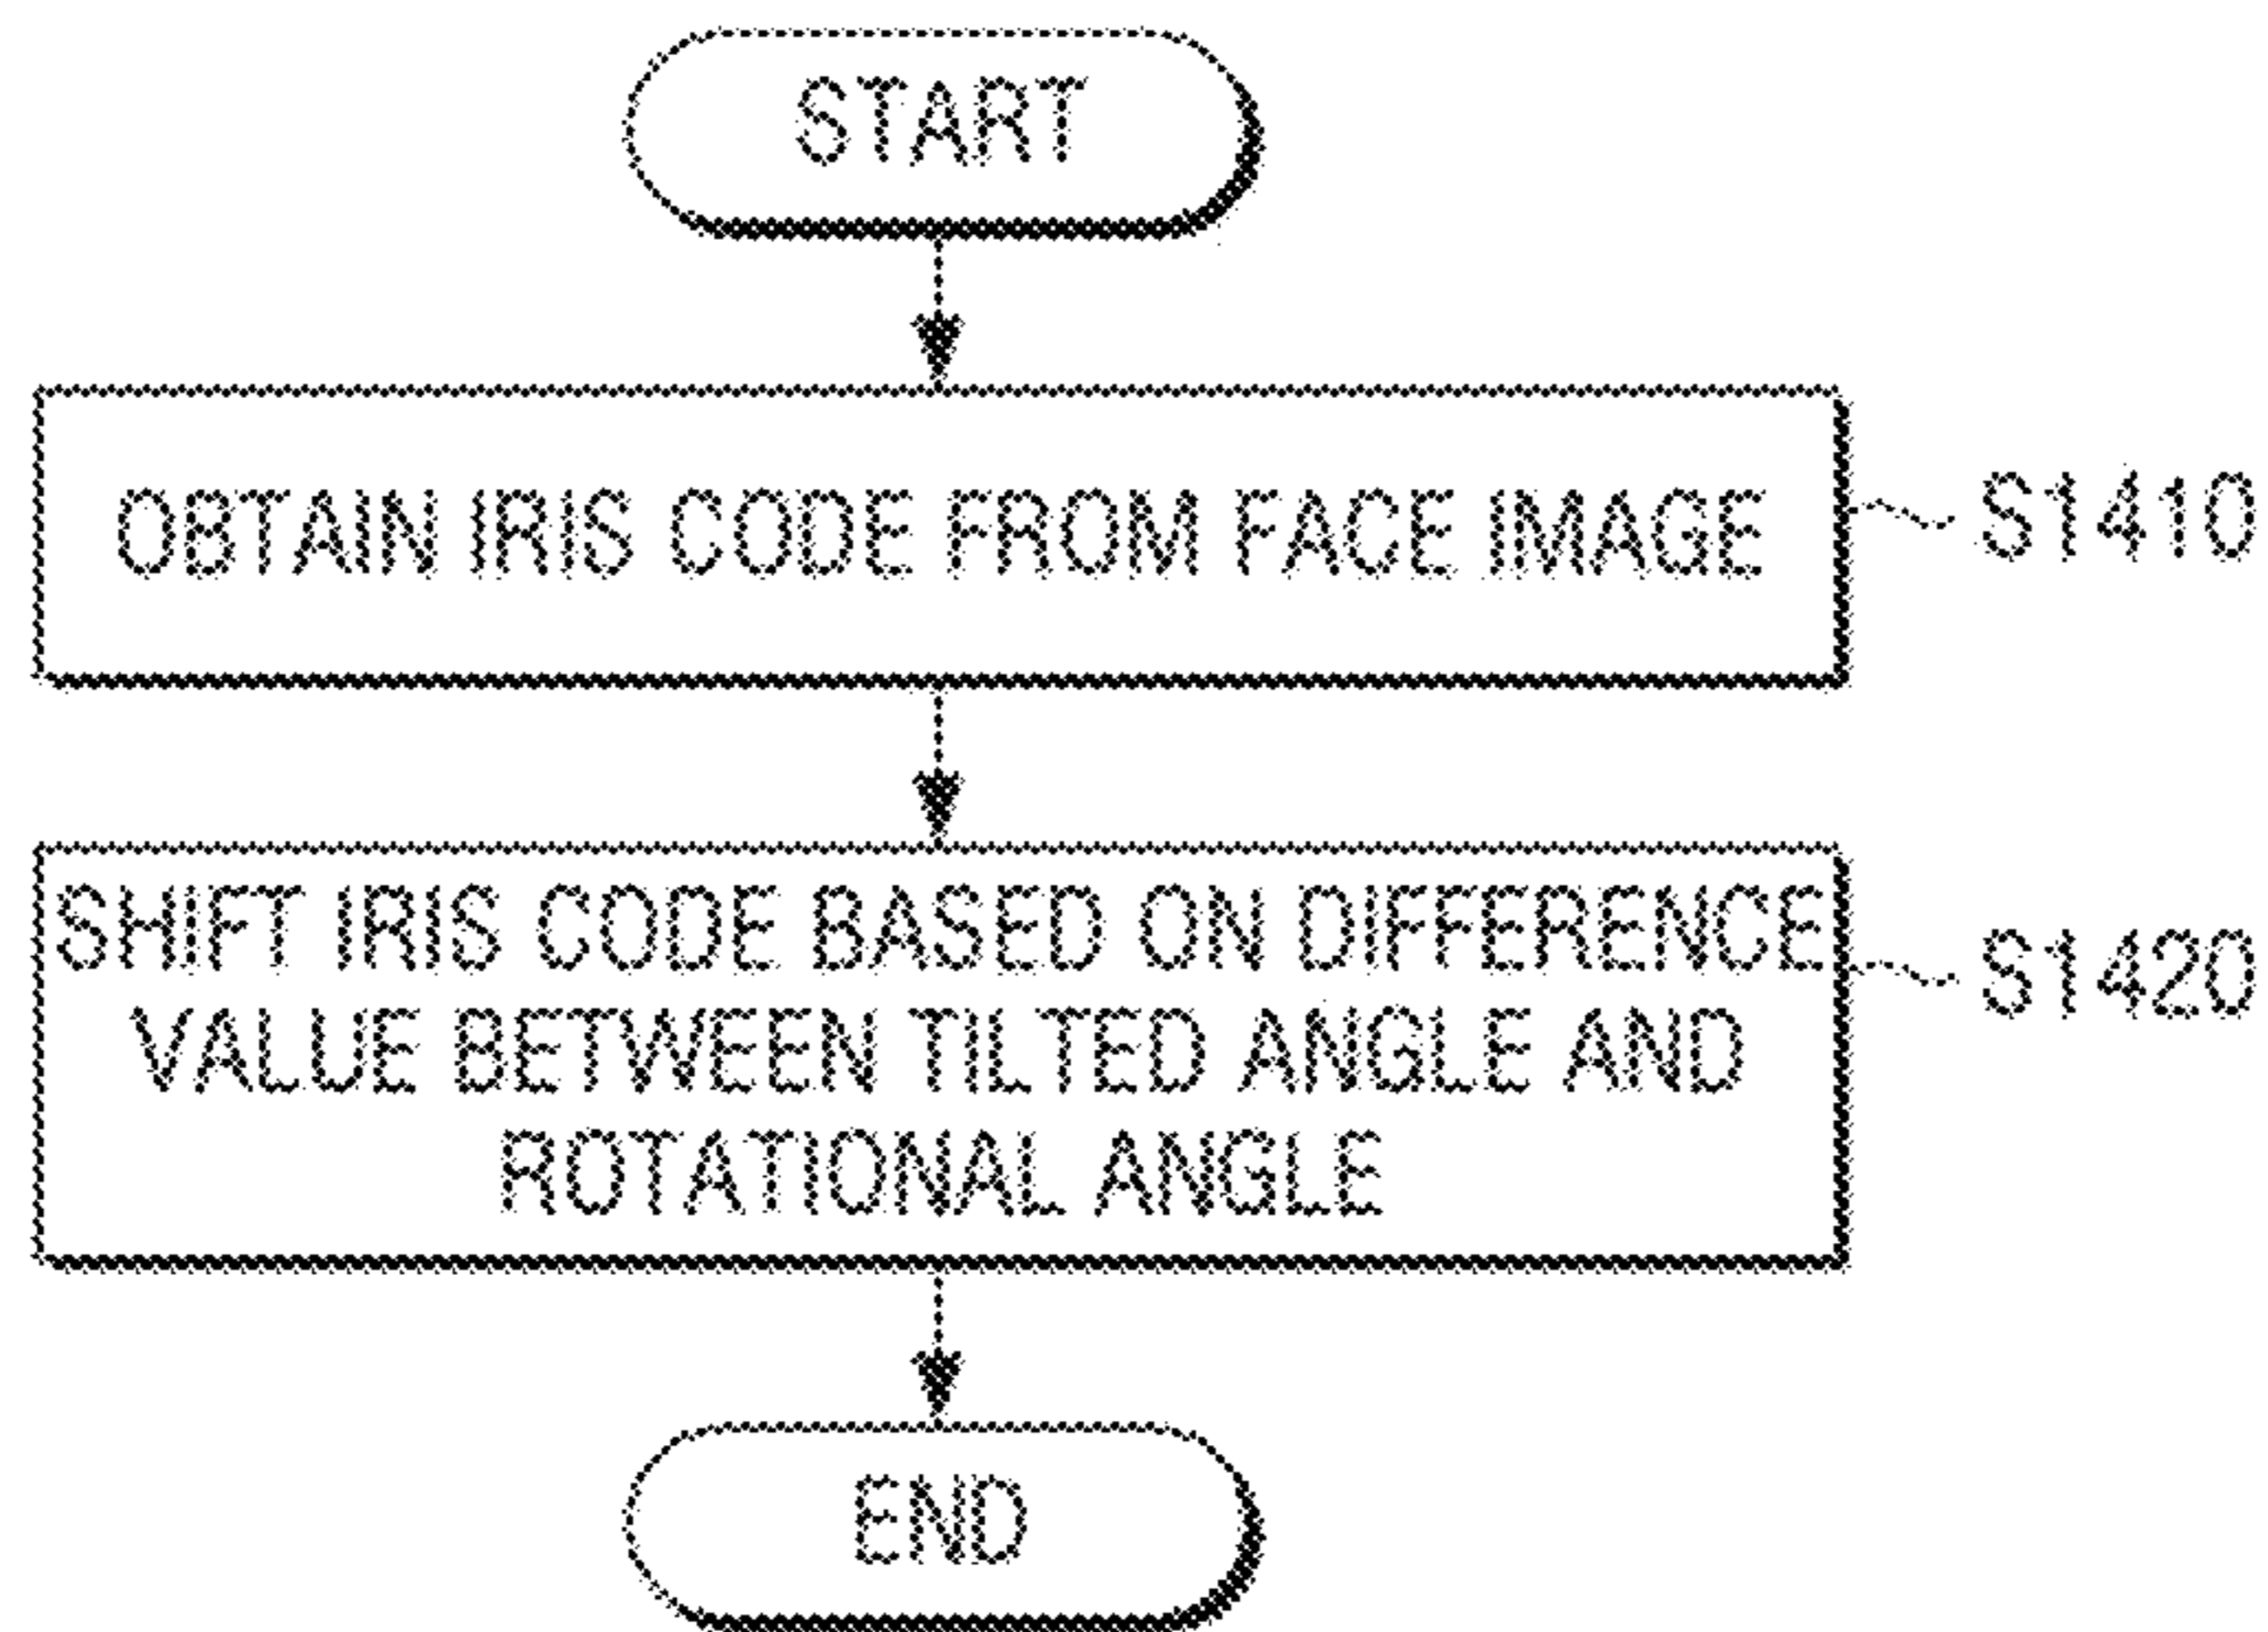 START
OBTAIN IRIS CODE FROM FACE IMAGE
S1410
SHIFT IRIS CODE BASED ON DIFFERENCE
VALUE BETWEEN TILTED ANGLE AND
ROTATIONAL ANGLE
S1420
END